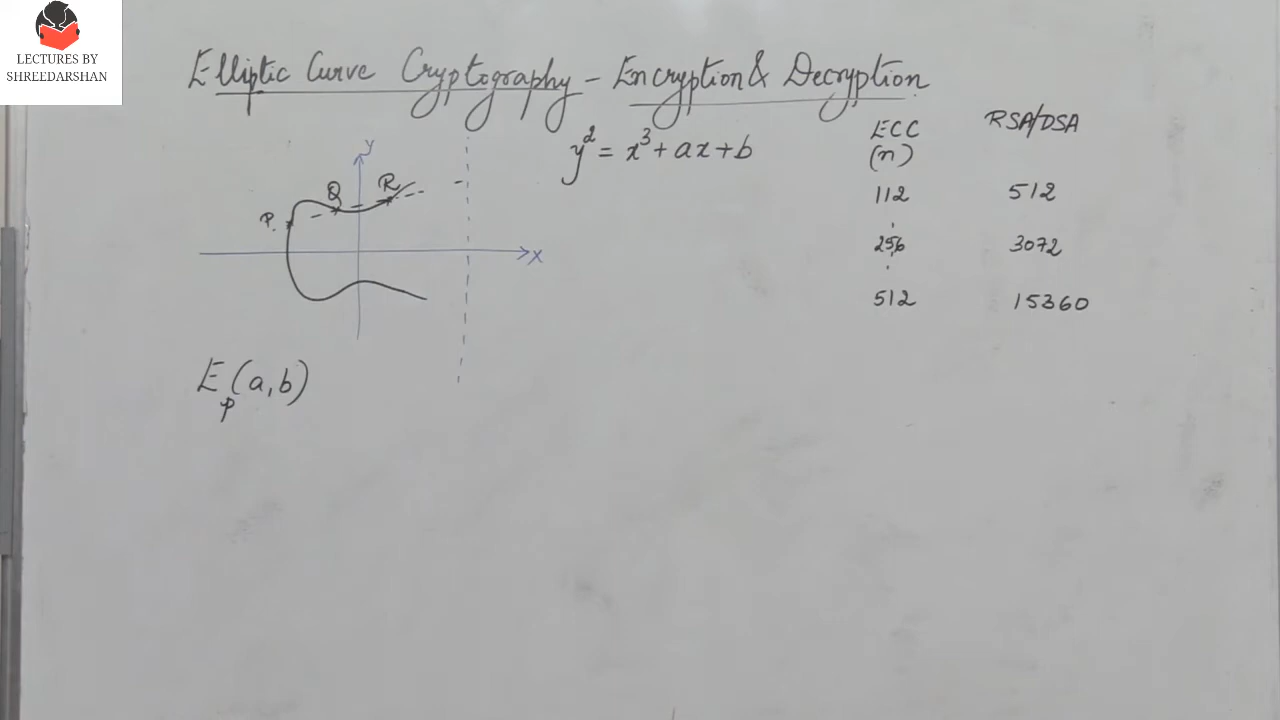 LECTURES BY
SHREEDARSHAN
Elliptic Curve Cryptography - Encryption & Decryption
y² = x³ + ax + b
ECC RSA/DSA
(n)
112 512
256 3072
512 15360
y
P Q R
X
Eₚ(a,b)